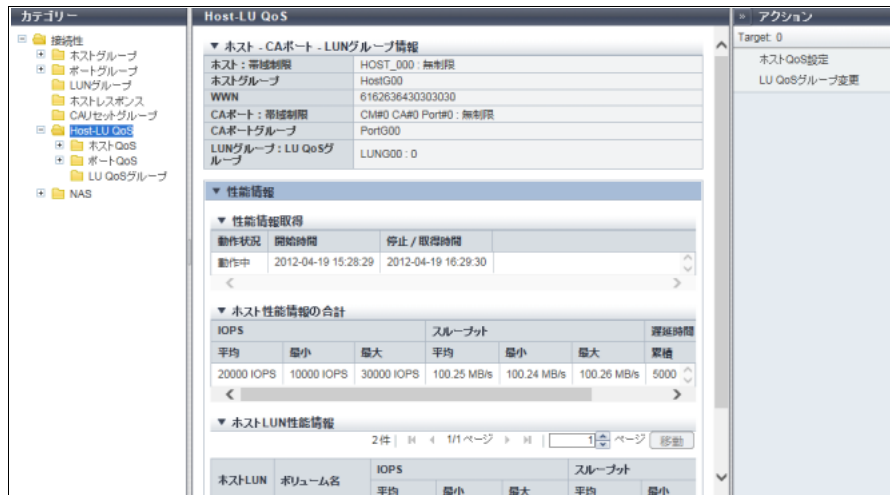 カテゴリー
接続性
ホストグループ
ポートグループ
LUNグループ
ホストレスポンス
CAリセットグループ
Host-LU QoS
ホストQoS
ポートQoS
LU QoSグループ
NAS
Host-LU QoS
▼ ホスト - CAポート - LUNグループ情報
ホスト：帯域制限 HOST_000 : 無制限
ホストグループ HostG00
WWN 6162636430303030
CAポート：帯域制限 CM#0 CA#0 Port#0 : 無制限
CAポートグループ PortG00
LUNグループ：LU QoSグループ LUNG00 : 0
▼ 性能情報
▼ 性能情報取得
動作状況 開始時間 停止 / 取得時間
動作中 2012-04-19 15:28:29 2012-04-19 16:29:30
▼ ホスト性能情報の合計
IOPS スループット 遅延時間
平均 最小 最大 平均 最小 最大 累積
20000 IOPS 10000 IOPS 30000 IOPS 100.25 MB/s 100.24 MB/s 100.26 MB/s 5000
▼ ホストLUN性能情報
2件 1/1 ページ 1 ページ 移動
ホストLUN ボリューム名 IOPS スループット
平均 最小 最大 平均 最小
» アクション
Target: 0
ホストQoS設定
LU QoSグループ変更